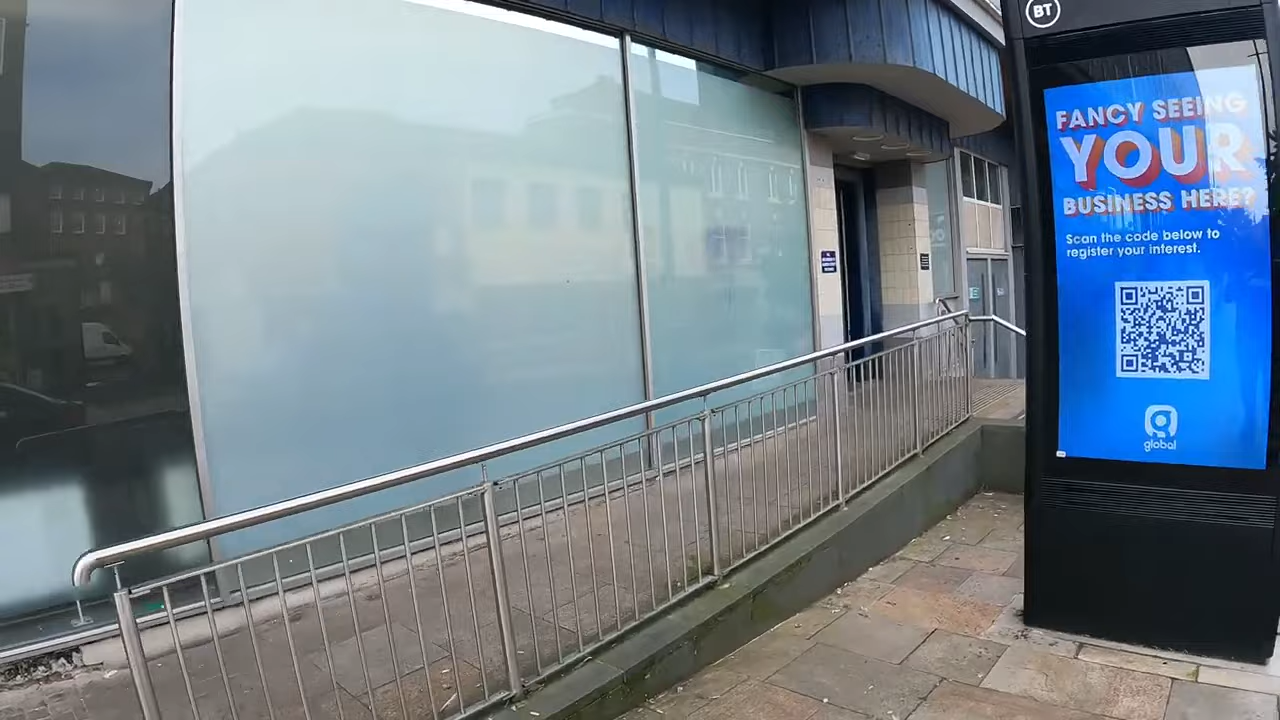 BT
FANCY SEEING
YOUR
BUSINESS HERE?
Scan the code below to
register your interest.
global